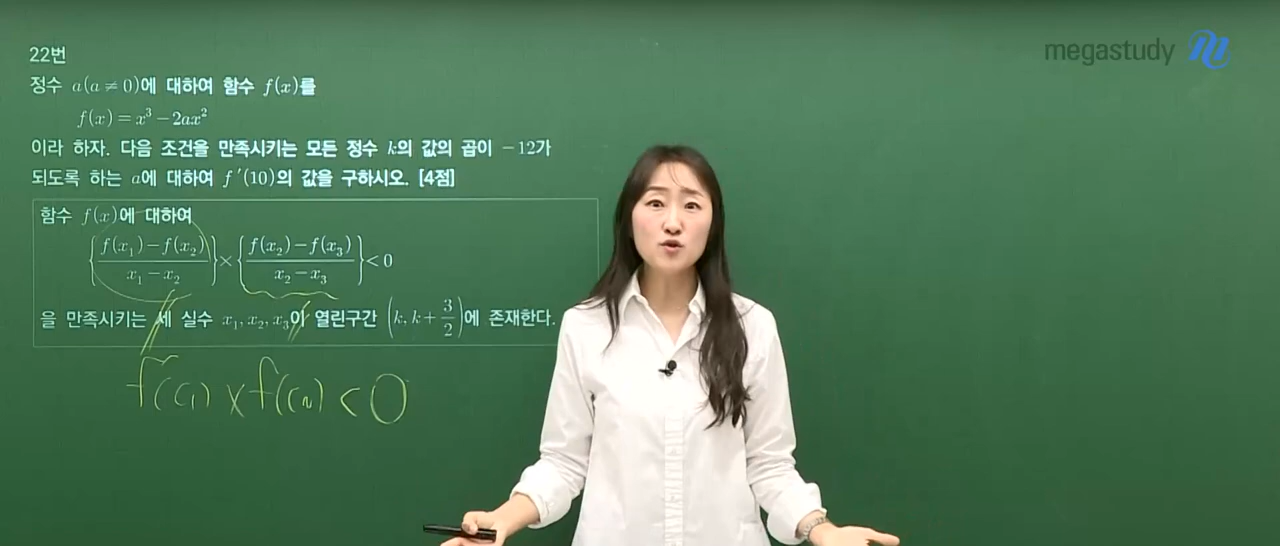 megastudy
22번
정수 a(a≠0)에 대하여 함수 f(x)를
f(x)=x³-2ax²
이라 하자. 다음 조건을 만족시키는 모든 정수 k의 값의 곱이 -12가
되도록 하는 a에 대하여 f′(10)의 값을 구하시오. [4점]
함수 f(x)에 대하여
{f(x₁)-f(x₂)/x₁-x₂}×{f(x₂)-f(x₃)/x₂-x₃}<0
을 만족시키는 세 실수 x₁, x₂, x₃이 열린구간 (k, k+3/2)에 존재한다.
f′(c₁) × f′(c₂) < 0